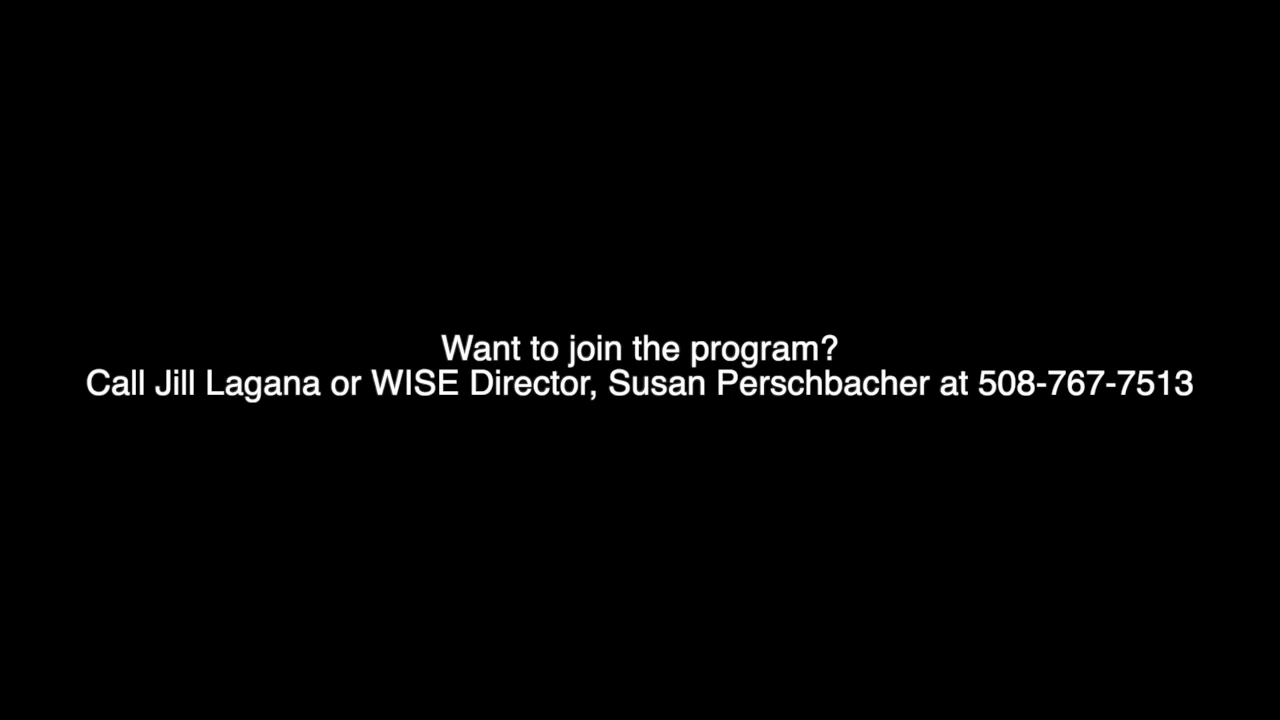 Want to join the program?
Call Jill Lagana or WISE Director, Susan Perschbacher at 508-767-7513